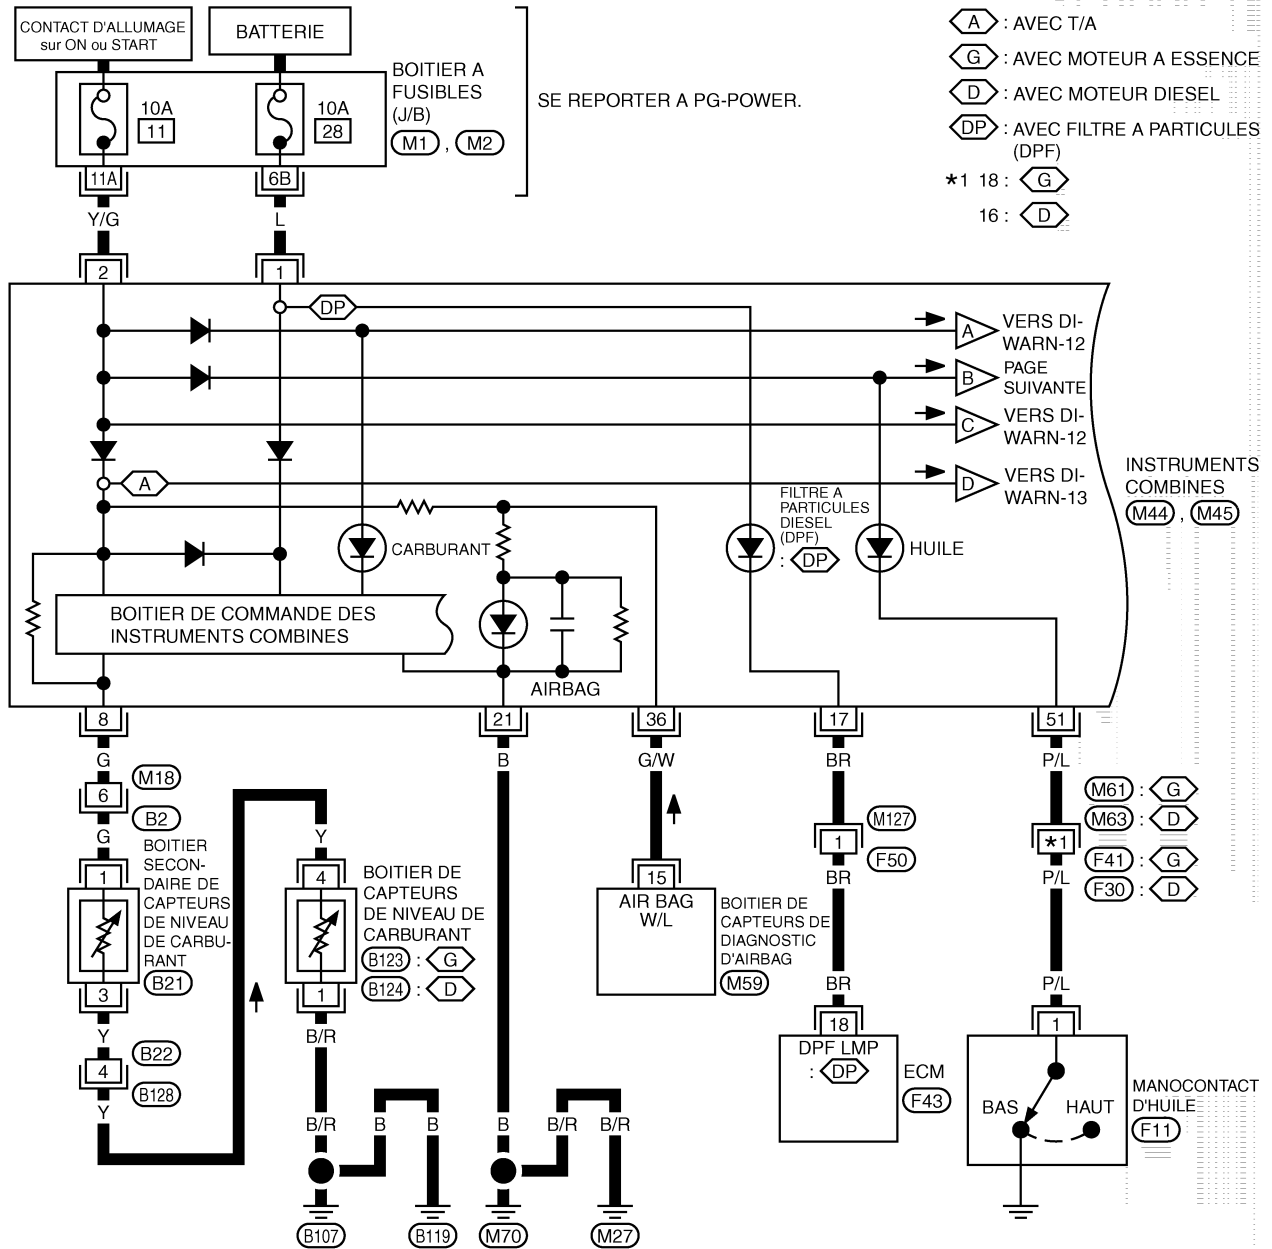 CONTACT D'ALLUMAGE
sur ON ou START
BATTERIE
10A
11
10A
28
BOITIER A
FUSIBLES
(J/B)
M1 , M2
SE REPORTER A PG-POWER.
A : AVEC T/A
G : AVEC MOTEUR A ESSENCE
D : AVEC MOTEUR DIESEL
DP : AVEC FILTRE A PARTICULES
(DPF)
*1 18 : G
16 : D
11A
6B
Y/G
L
2
1
DP
A
VERS DI-
WARN-12
B
PAGE
SUIVANTE
C
VERS DI-
WARN-12
A
D
VERS DI-
WARN-13
INSTRUMENTS
COMBINES
M44 , M45
CARBURANT
FILTRE A
PARTICULES
DIESEL
(DPF)
: DP
HUILE
BOITIER DE COMMANDE DES
INSTRUMENTS COMBINES
AIRBAG
8
21
36
17
51
G
B
G/W
BR
P/L
M18
6
B2
G
M127
1
F50
BR
M61 : G
M63 : D
*1
F41 : G
F30 : D
P/L
BOITIER
SECON-
DAIRE DE
CAPTEURS
DE NIVEAU
DE CARBU-
RANT
B21
1
3
Y
4
BOITIER DE
CAPTEURS
DE NIVEAU DE
CARBURANT
B123 : G
B124 : D
1
15
AIR BAG
W/L
BOITIER DE
CAPTEURS DE
DIAGNOSTIC
D'AIRBAG
M59
BR
P/L
Y
B22
4
B128
Y
B/R
18
DPF LMP
: DP
ECM
F43
1
BAS
HAUT
MANOCONTACT
D'HUILE
F11
B/R
B
B
B
B/R
B/R
B107
B119
M70
M27